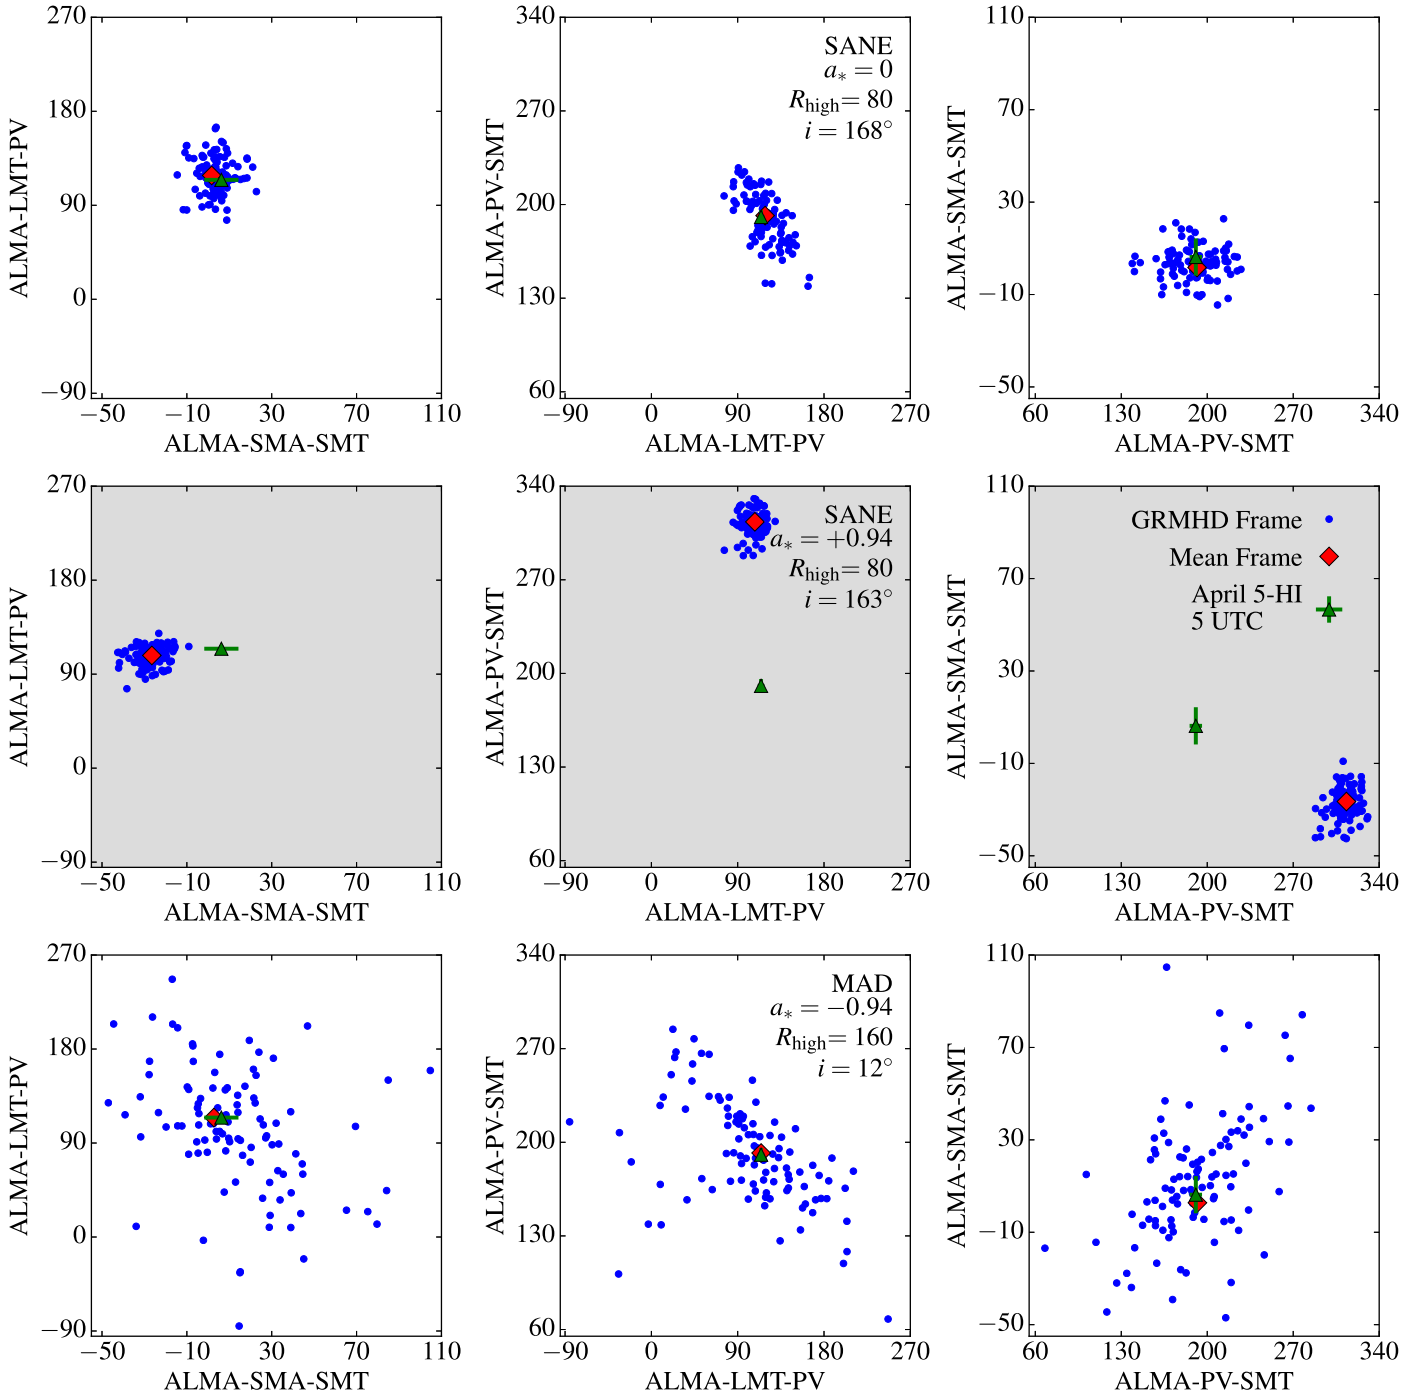 270
180
90
0
−90
ALMA-LMT-PV
−50 −10 30 70 110
ALMA-SMA-SMT
340
270
200
130
60
ALMA-PV-SMT
SANE
a* = 0
Rhigh= 80
i = 168°
−90 0 90 180 270
ALMA-LMT-PV
110
70
30
−10
−50
ALMA-SMA-SMT
60 130 200 270 340
ALMA-PV-SMT
270
180
90
0
−90
ALMA-LMT-PV
−50 −10 30 70 110
ALMA-SMA-SMT
340
270
200
130
60
ALMA-PV-SMT
SANE
a* = +0.94
Rhigh= 80
i = 163°
−90 0 90 180 270
ALMA-LMT-PV
110
70
30
−10
−50
ALMA-SMA-SMT
GRMHD Frame
Mean Frame
April 5-HI
5 UTC
60 130 200 270 340
ALMA-PV-SMT
270
180
90
0
−90
ALMA-LMT-PV
−50 −10 30 70 110
ALMA-SMA-SMT
340
270
200
130
60
ALMA-PV-SMT
MAD
a* = −0.94
Rhigh= 160
i = 12°
−90 0 90 180 270
ALMA-LMT-PV
110
70
30
−10
−50
ALMA-SMA-SMT
60 130 200 270 340
ALMA-PV-SMT